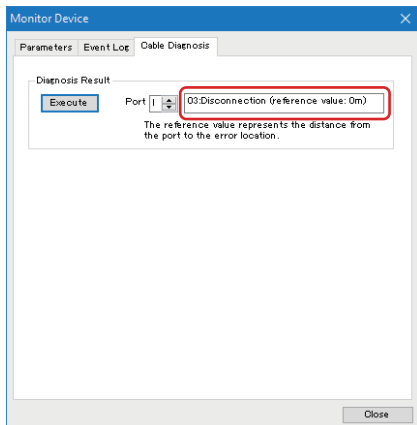 Monitor Device
Parameters Event Log Cable Diagnosis
Diagnosis Result
Execute Port 1 03:Disconnection (reference value: 0m)
The reference value represents the distance from
the port to the error location.
Close